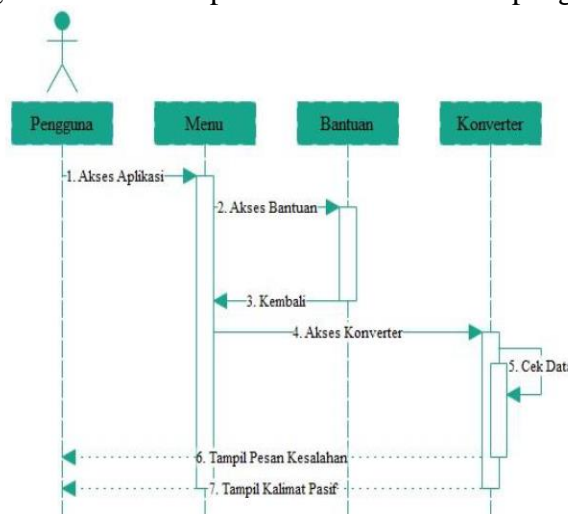 Pengguna
Menu
Bantuan
Konverter
1. Akses Aplikasi
2. Akses Bantuan
3. Kembali
4. Akses Konverter
5. Cek Data
6. Tampil Pesan Kesalahan
7. Tampil Kalimat Pasif